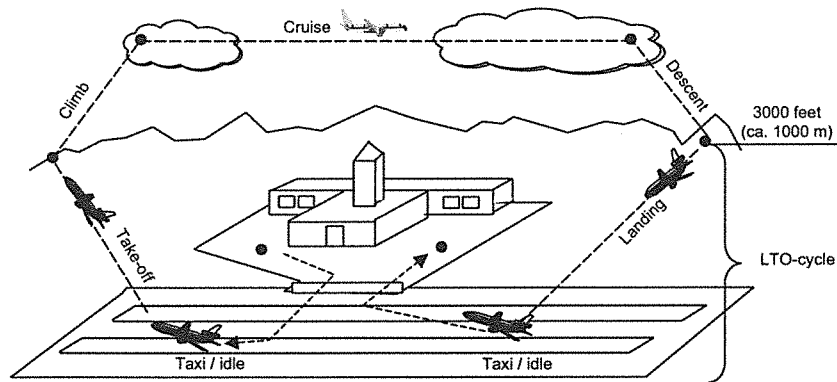 Cruise
Climb
Descent
3000 feet
(ca. 1000 m)
Take-off
Landing
LTO-cycle
Taxi / idle
Taxi / idle